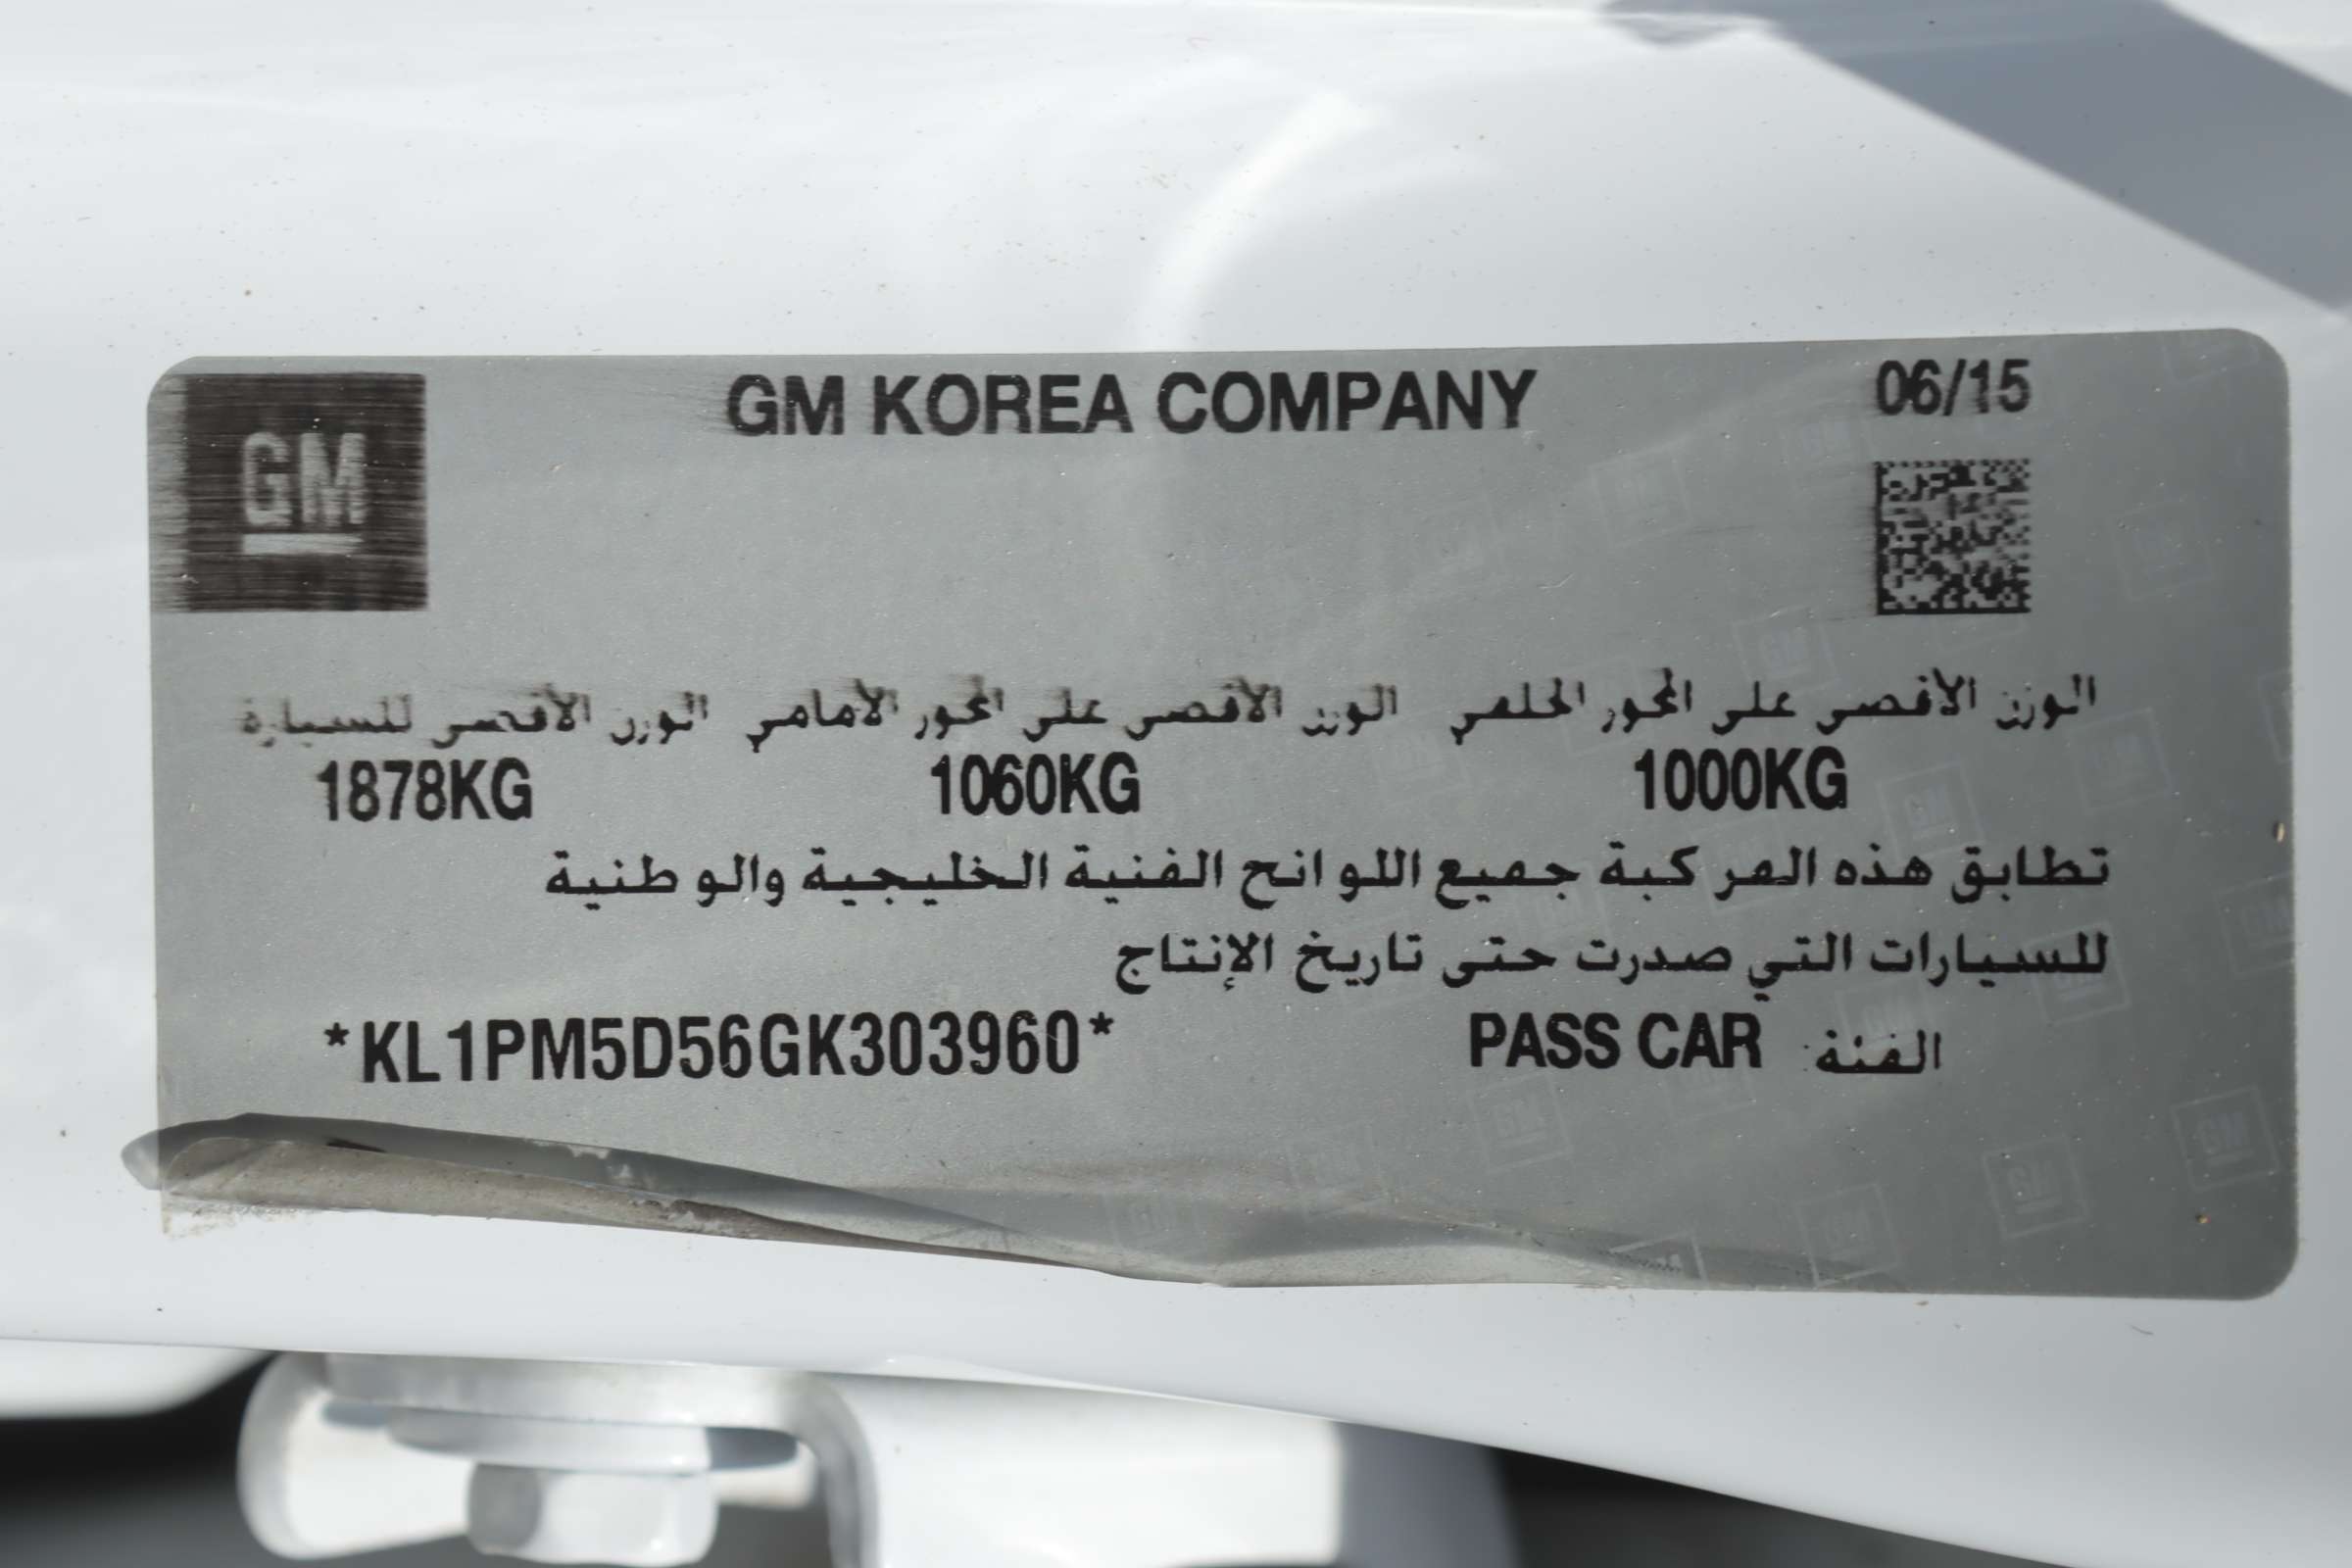 GM KOREA COMPANY 06/15
GM
الوزن الأقصى على المحور الخلفي الوزن الأقصى على المحور الأمامي الوزن الأقصى للسيارة
1878KG 1060KG 1000KG
تطابق هذه المركبة جميع اللوائح الفنية الخليجية والوطنية
للسيارات التي صدرت حتى تاريخ الإنتاج
*KL1PM5D56GK303960* PASS CAR الفئة: